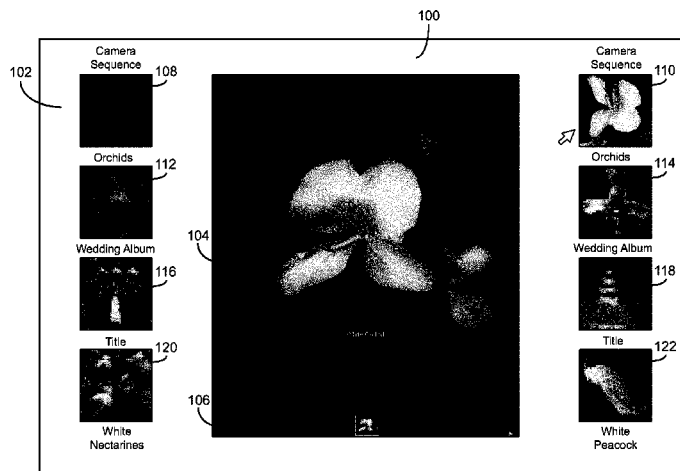 100
Camera
Sequence
102
108
Orchids
112
Wedding Album
116
Title
120
White
Nectarines
104
106
Camera
Sequence
110
Orchids
114
Wedding Album
118
Title
122
White
Peacock